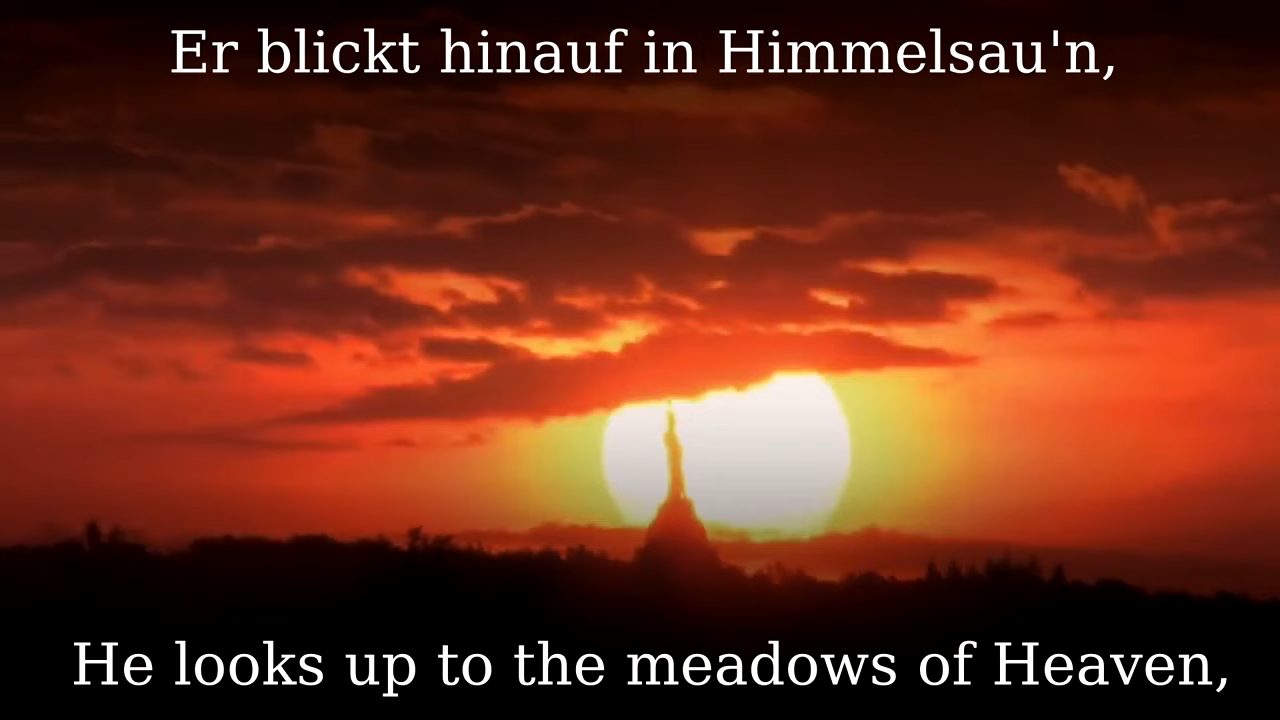 Er blickt hinauf in Himmelsau'n,
He looks up to the meadows of Heaven,